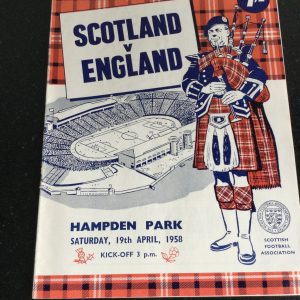 SCOTLAND
V
ENGLAND
HAMPDEN PARK
SATURDAY, 19th APRIL, 1958
KICK-OFF 3 p.m.
SCOTTISH
FOOTBALL
ASSOCIATION